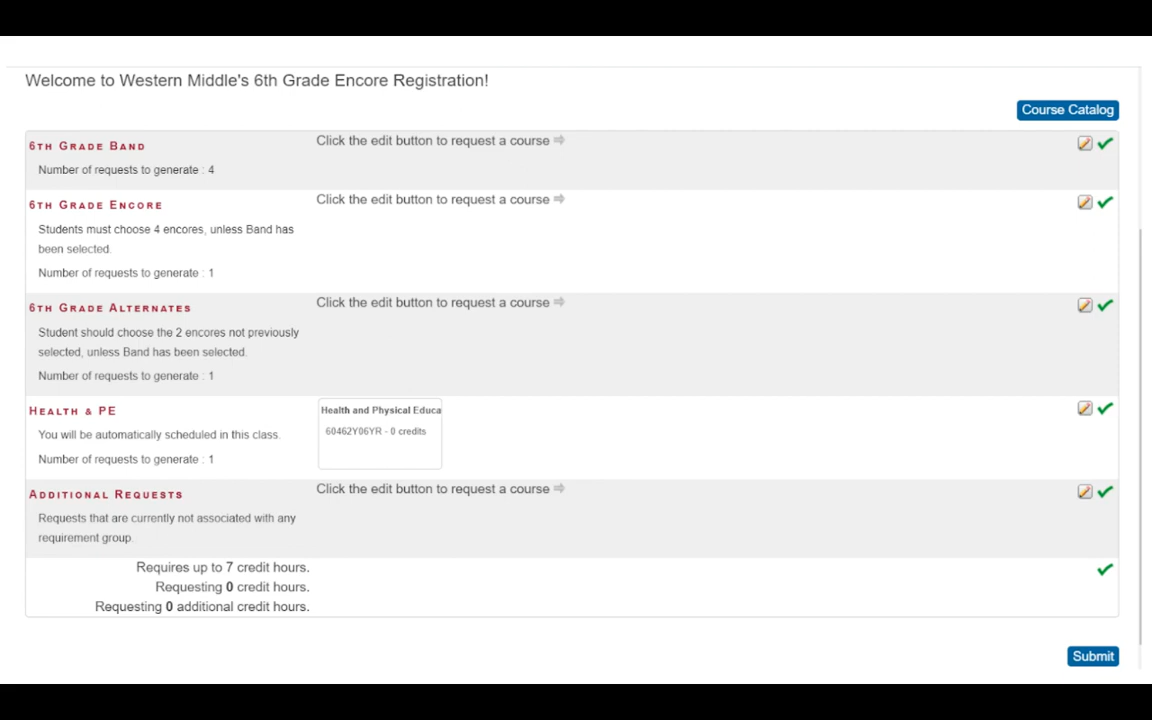 Welcome to Western Middle's 6th Grade Encore Registration!
Course Catalog
6th Grade Band
Click the edit button to request a course
Number of requests to generate : 4
6th Grade Encore
Click the edit button to request a course
Students must choose 4 encores, unless Band has
been selected.
Number of requests to generate : 1
6th Grade Alternates
Click the edit button to request a course
Student should choose the 2 encores not previously
selected, unless Band has been selected.
Number of requests to generate : 1
Health & PE
Health and Physical Educa
You will be automatically scheduled in this class.
60462Y06YR - 0 credits
Number of requests to generate : 1
Additional Requests
Click the edit button to request a course
Requests that are currently not associated with any
requirement group.
Requires up to 7 credit hours.
Requesting 0 credit hours.
Requesting 0 additional credit hours.
Submit